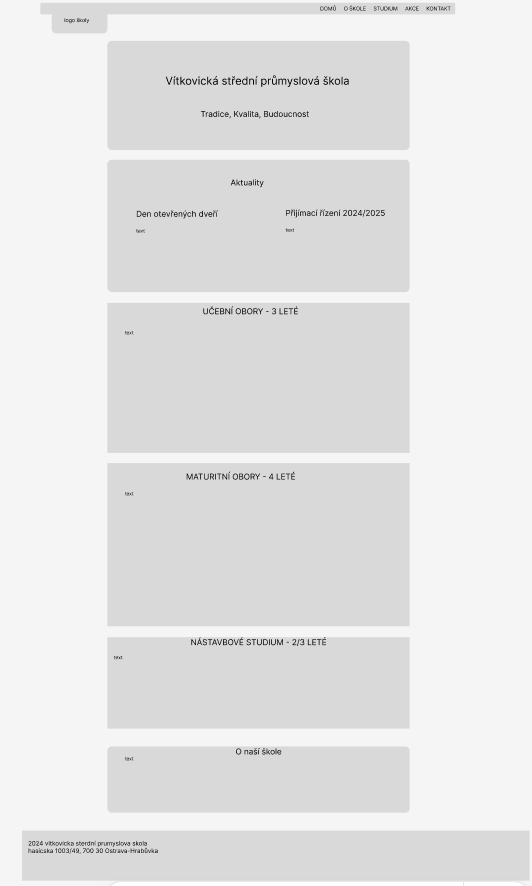 DOMŮ O ŠKOLE STUDIUM AKCE KONTAKT
logo školy
Vítkovická střední průmyslová škola
Tradice, Kvalita, Budoucnost
Aktuality
Den otevřených dveří
Přijímací řízení 2024/2025
text
text
UČEBNÍ OBORY - 3 LETÉ
text
MATURITNÍ OBORY - 4 LETÉ
text
NÁSTAVBOVÉ STUDIUM - 2/3 LETÉ
text
O naší škole
text
2024 vitkovicka sterdni prumyslova skola
hasicska 1003/49, 700 30 Ostrava-Hrabůvka